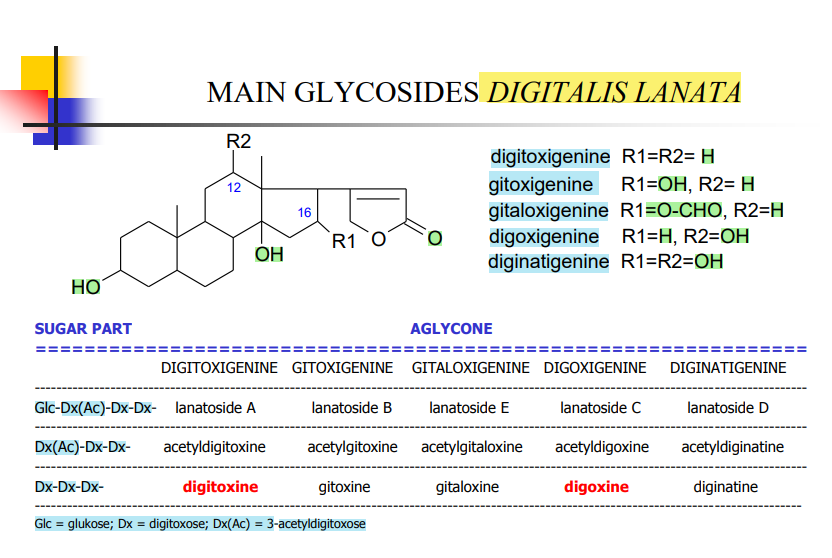 MAIN GLYCOSIDES DIGITALIS LANATA
R2
12
16
R1
OH
O
O
HO
digitoxigenine R1=R2= H
gitoxigenine R1=OH, R2= H
gitaloxigenine R1=O-CHO, R2=H
digoxigenine R1=H, R2=OH
diginatigenine R1=R2=OH
SUGAR PART AGLYCONE
DIGITOXIGENINE GITOXIGENINE GITALOXIGENINE DIGOXIGENINE DIGINATIGENINE
Glc-Dx(Ac)-Dx-Dx- lanatoside A lanatoside B lanatoside E lanatoside C lanatoside D
Dx(Ac)-Dx-Dx- acetyldigitoxine acetylgitoxine acetylgitaloxine acetyldigoxine acetyldiginatine
Dx-Dx-Dx- digitoxine gitoxine gitaloxine digoxine diginatine
Glc = glukose; Dx = digitoxose; Dx(Ac) = 3-acetyldigitoxose